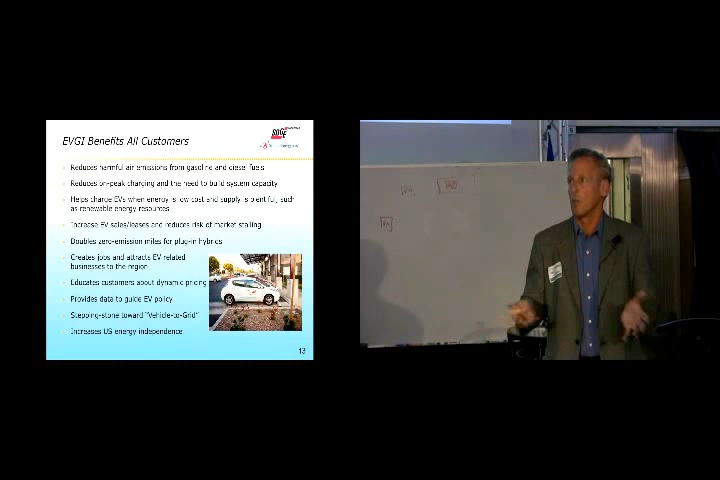 EVGI Benefits All Customers
SDGE
Reduces harmful air emissions from gasoline and diesel fuels
Reduces on-peak charging and the need to build system capacity
Helps charge EVs when energy is low cost and supply is plentiful, such
as renewable energy resources
Increase EV sales/leases and reduces risk of market stalling
Doubles zero-emission miles for plug-in hybrids
Creates jobs and attracts EV related
businesses to the region
Educates customers about dynamic pricing
Provides data to guide EV policy
Stepping-stone toward "Vehicle-to-Grid"
Increases US energy independence
13